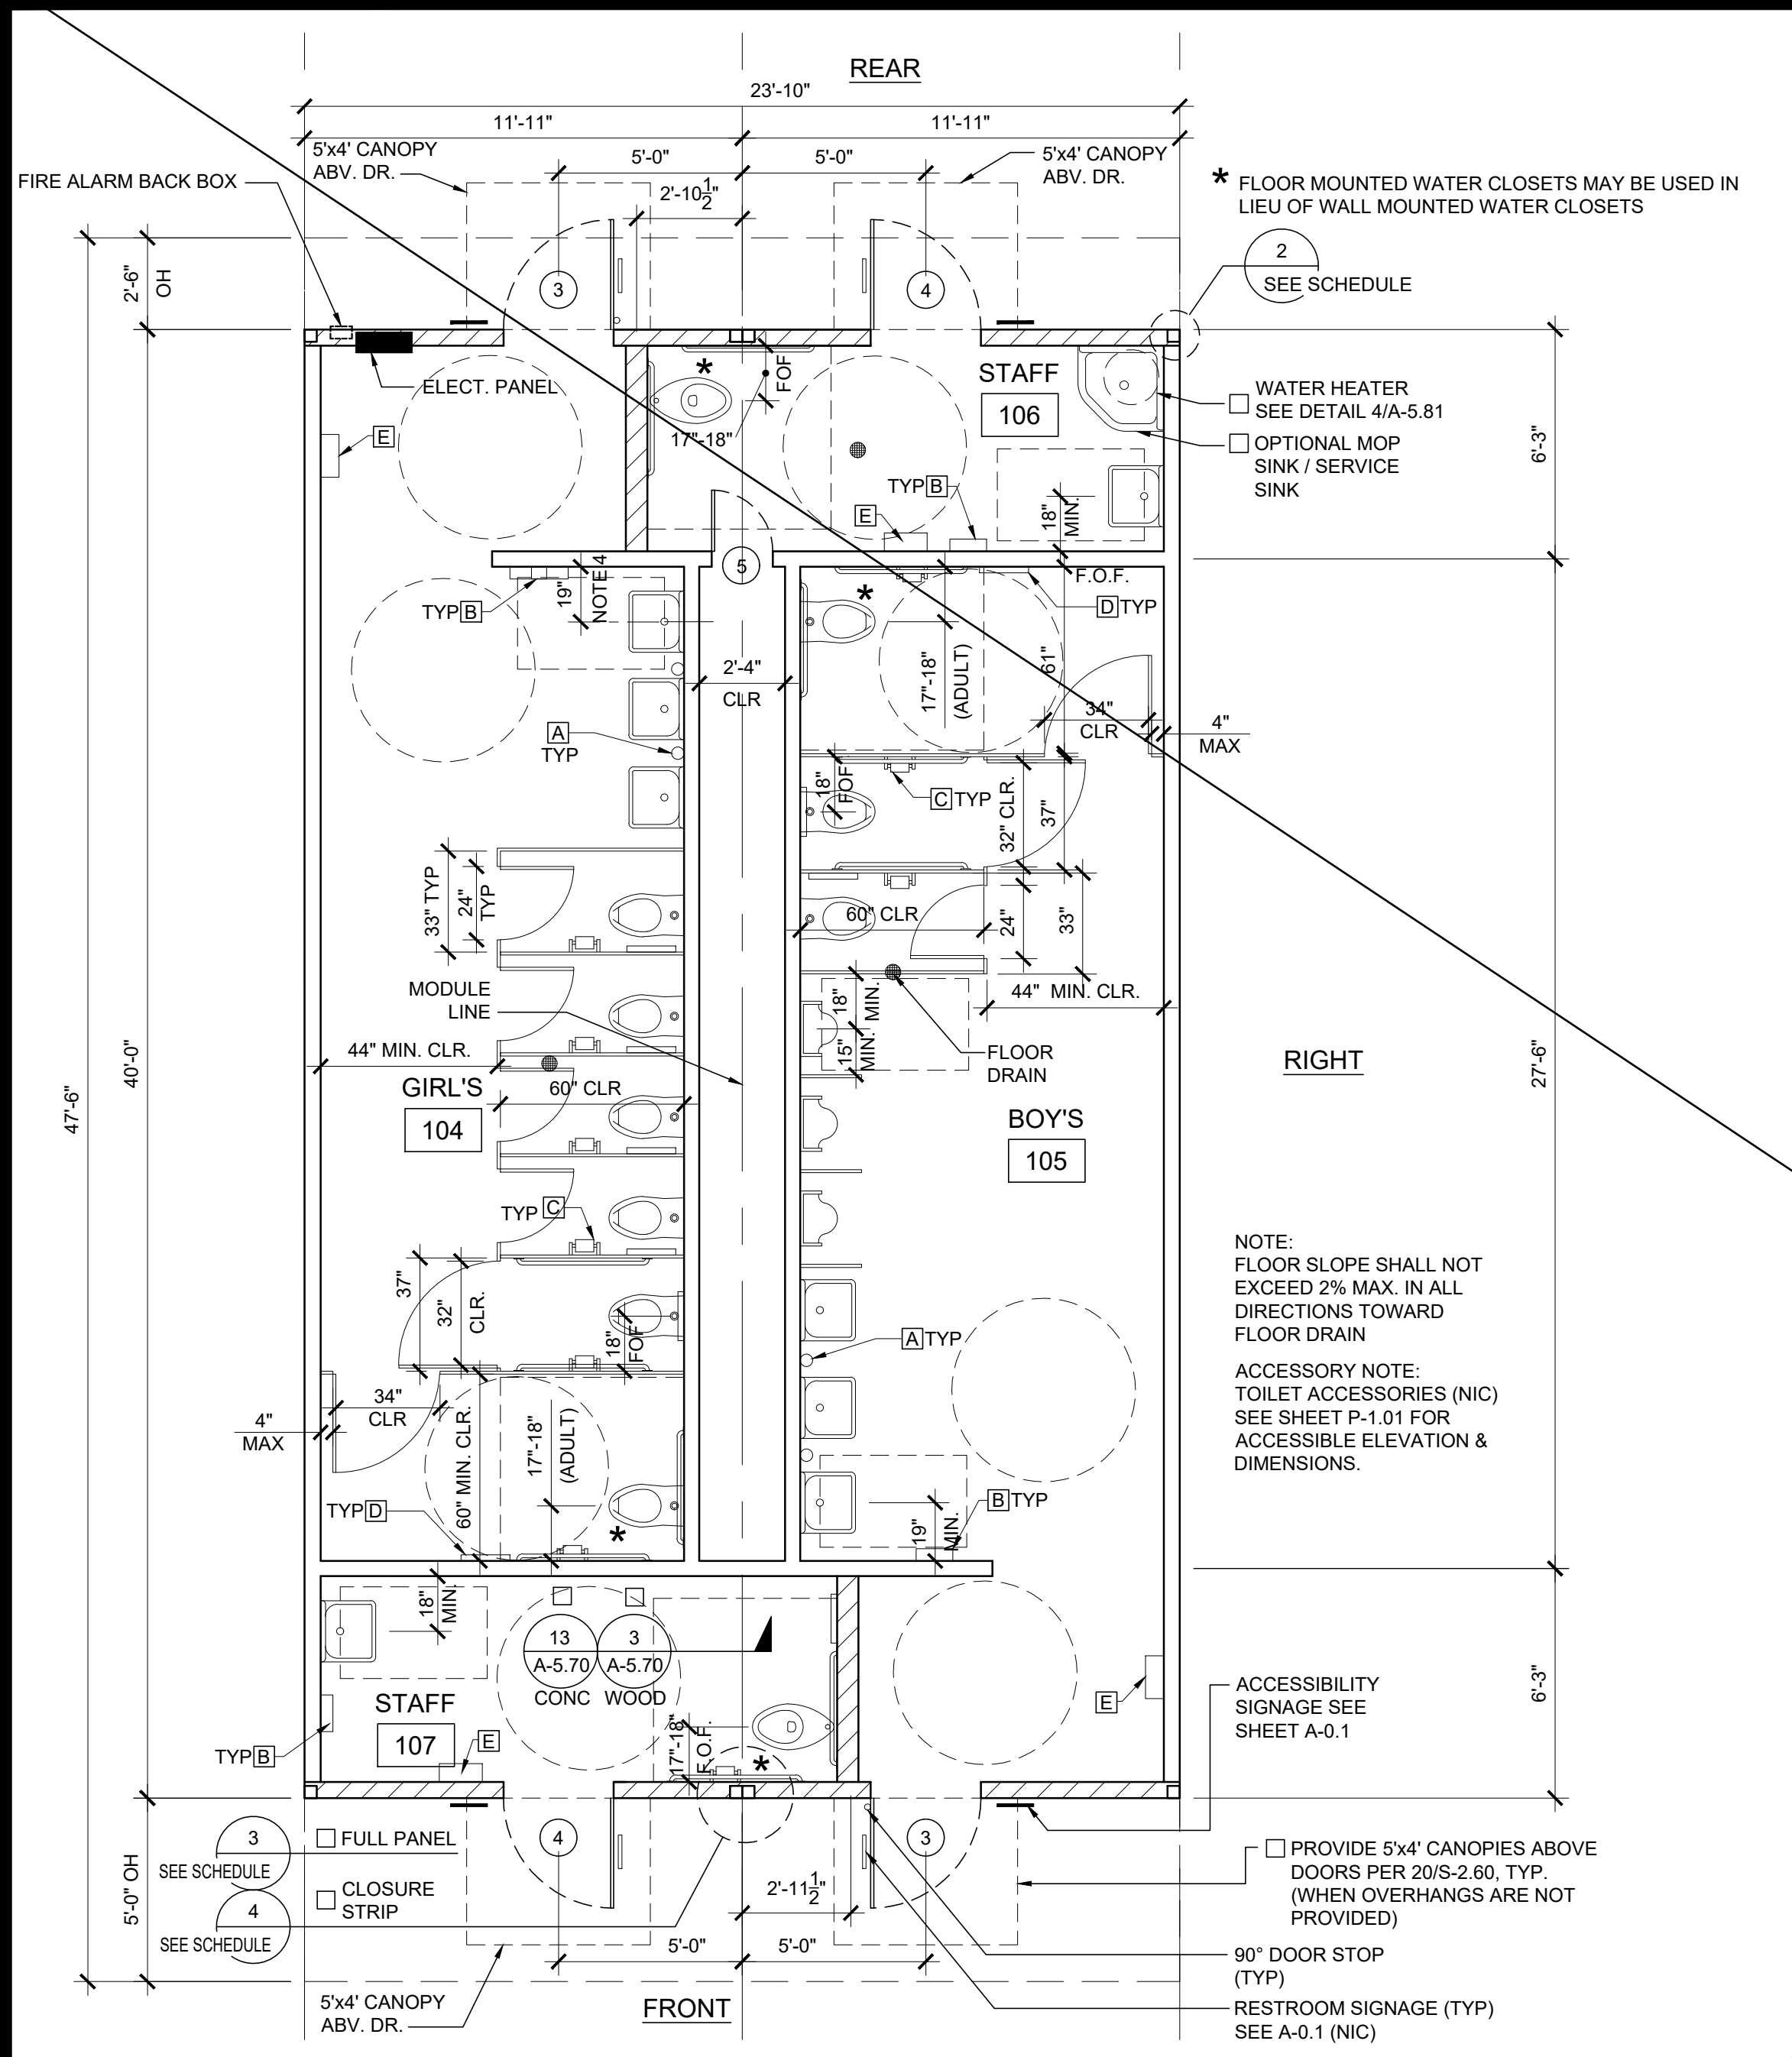 REAR
23'-10"
11'-11"
11'-11"
5'x4' CANOPY
ABV. DR.
5'-0"
5'-0"
5'x4' CANOPY
ABV. DR.
FIRE ALARM BACK BOX
2'-10 1/2"
* FLOOR MOUNTED WATER CLOSETS MAY BE USED IN
LIEU OF WALL MOUNTED WATER CLOSETS
2
SEE SCHEDULE
2'-6"
OH
3
4
ELECT. PANEL
*
FOF
17"-18"
STAFF
106
WATER HEATER
SEE DETAIL 4/A-5.81
OPTIONAL MOP
SINK / SERVICE
SINK
6'-3"
E
TYP B
E
18"
MIN.
5
TYP B
19"
NOTE 4
*
F.O.F.
D TYP
2'-4"
CLR
17"-18"
(ADULT)
61"
34"
CLR
4"
MAX
A
TYP
18"
FOF
C TYP
32" CLR.
37"
33" TYP
24"
TYP
60" CLR
24"
33"
MODULE
LINE
18"
MIN.
44" MIN. CLR.
15"
MIN.
FLOOR
DRAIN
44" MIN. CLR.
GIRL'S
104
60" CLR
BOY'S
105
RIGHT
47'-6"
40'-0"
27'-6"
TYP C
37"
32"
CLR.
18"
FOF
A TYP
NOTE:
FLOOR SLOPE SHALL NOT
EXCEED 2% MAX. IN ALL
DIRECTIONS TOWARD
FLOOR DRAIN
ACCESSORY NOTE:
TOILET ACCESSORIES (NIC)
SEE SHEET P-1.01 FOR
ACCESSIBLE ELEVATION &
DIMENSIONS.
34"
CLR
4"
MAX
60" MIN. CLR.
17"-18"
(ADULT)
TYP D
*
B TYP
19"
MIN.
18"
MIN.
13
A-5.70
CONC
3
A-5.70
WOOD
STAFF
107
TYP B
E
17"-18"
F.O.F.
*
E
6'-3"
ACCESSIBILITY
SIGNAGE SEE
SHEET A-0.1
3
SEE SCHEDULE
FULL PANEL
4
SEE SCHEDULE
CLOSURE
STRIP
4
3
5'-0" OH
2'-11 1/2"
5'-0"
5'-0"
PROVIDE 5'x4' CANOPIES ABOVE
DOORS PER 20/S-2.60, TYP.
(WHEN OVERHANGS ARE NOT
PROVIDED)
90° DOOR STOP
(TYP)
RESTROOM SIGNAGE (TYP)
SEE A-0.1 (NIC)
5'x4' CANOPY
ABV. DR.
FRONT